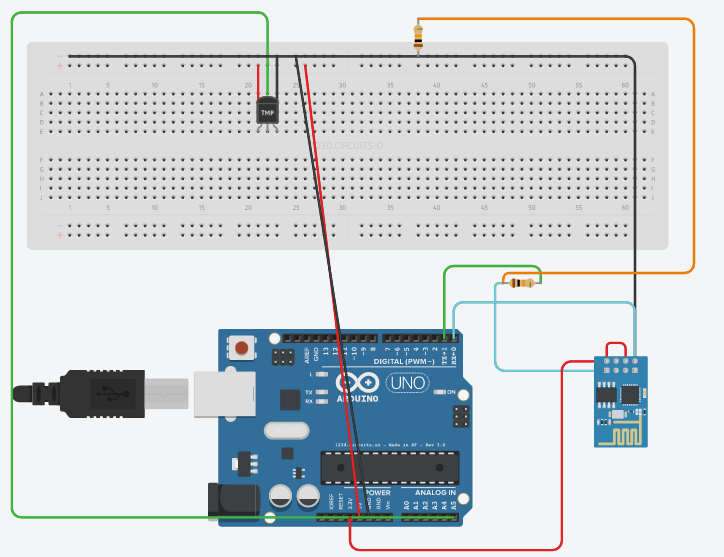 1 5 10 15 20 25 30 35 40 45 50 55 60
A A
B B
C C
D D
E E
TMP
123D.CIRCUITS.IO
F F
G G
H H
I I
J J
1 5 10 15 20 25 30 35 40 45 50 55 60
AREF
GND
13
12
~11
~10
~9
8
7
~6
~5
4
~3
2
TX→1
RX←0
DIGITAL (PWM~)
L
TX
RX
UNO
ON
ARDUINO
123d.circuits.io - Made in SF - Rev 1.0
POWER
ANALOG IN
IOREF
RESET
3.3V
5V
GND
GND
Vin
A0
A1
A2
A3
A4
A5